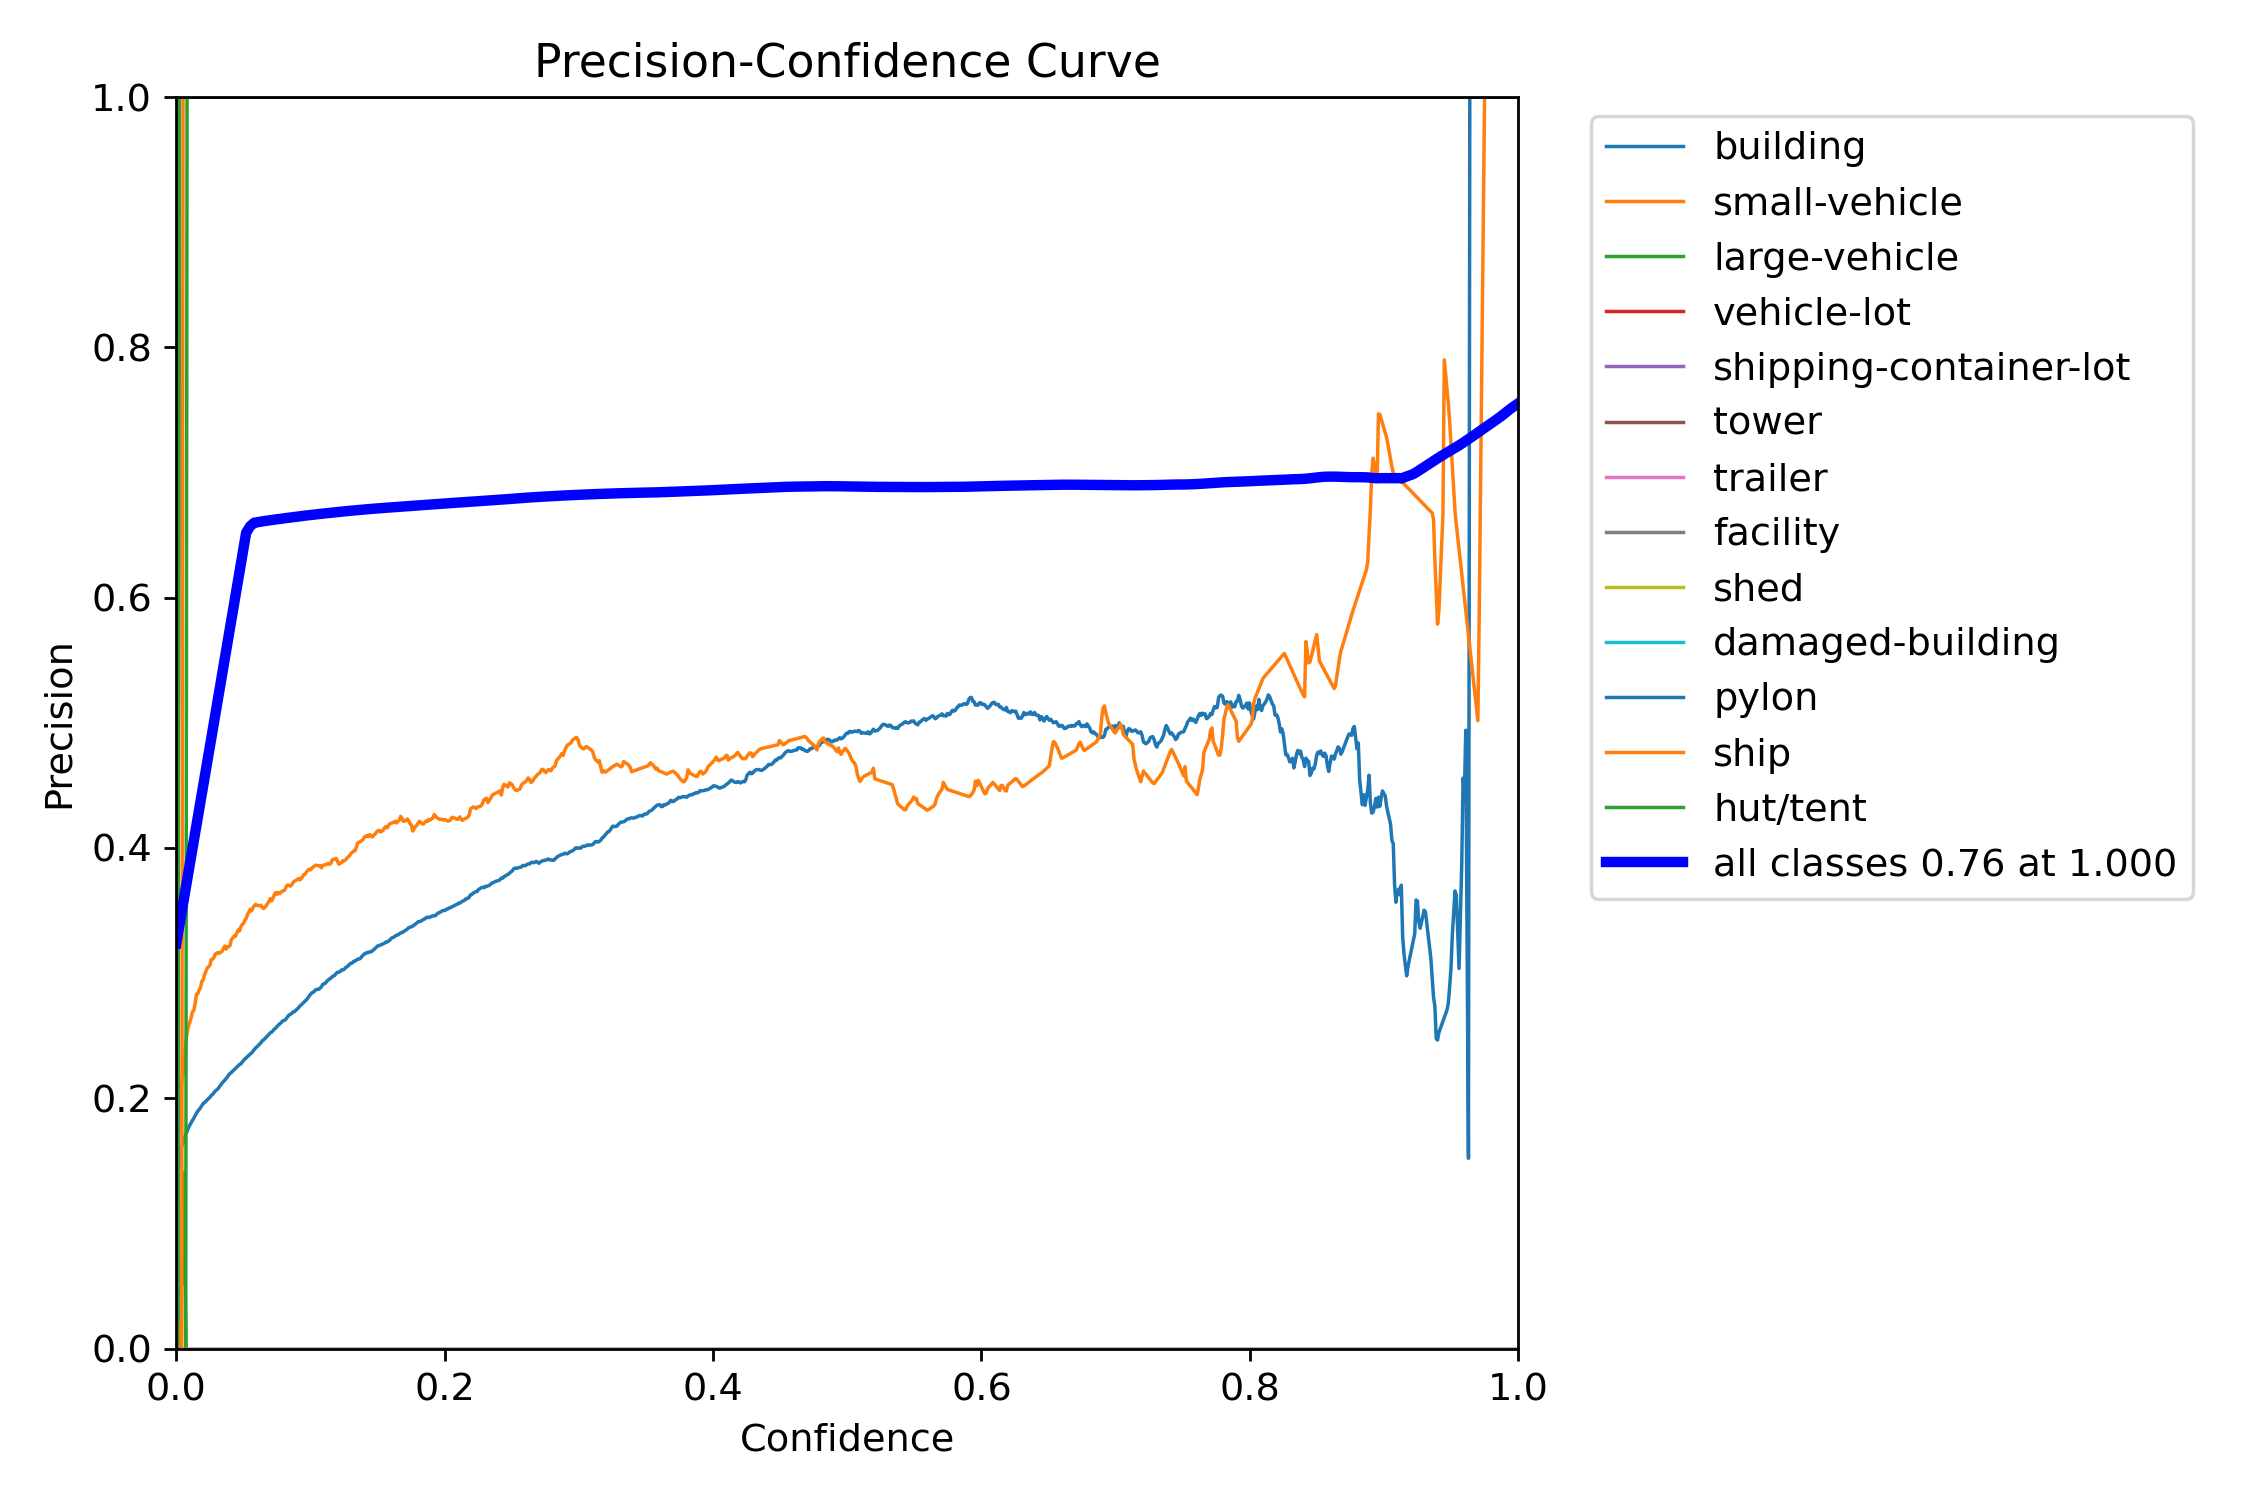 Precision-Confidence Curve
Precision
1.0
0.8
0.6
0.4
0.2
0.0
0.0 0.2 0.4 0.6 0.8 1.0
Confidence
building
small-vehicle
large-vehicle
vehicle-lot
shipping-container-lot
tower
trailer
facility
shed
damaged-building
pylon
ship
hut/tent
all classes 0.76 at 1.000